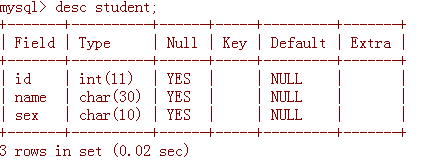 mysql> desc student;
+-------+----------+------+-----+---------+-------+
| Field | Type     | Null | Key | Default | Extra |
+-------+----------+------+-----+---------+-------+
| id    | int(11)  | YES  |     | NULL    |       |
| name  | char(30) | YES  |     | NULL    |       |
| sex   | char(10) | YES  |     | NULL    |       |
+-------+----------+------+-----+---------+-------+
3 rows in set (0.02 sec)